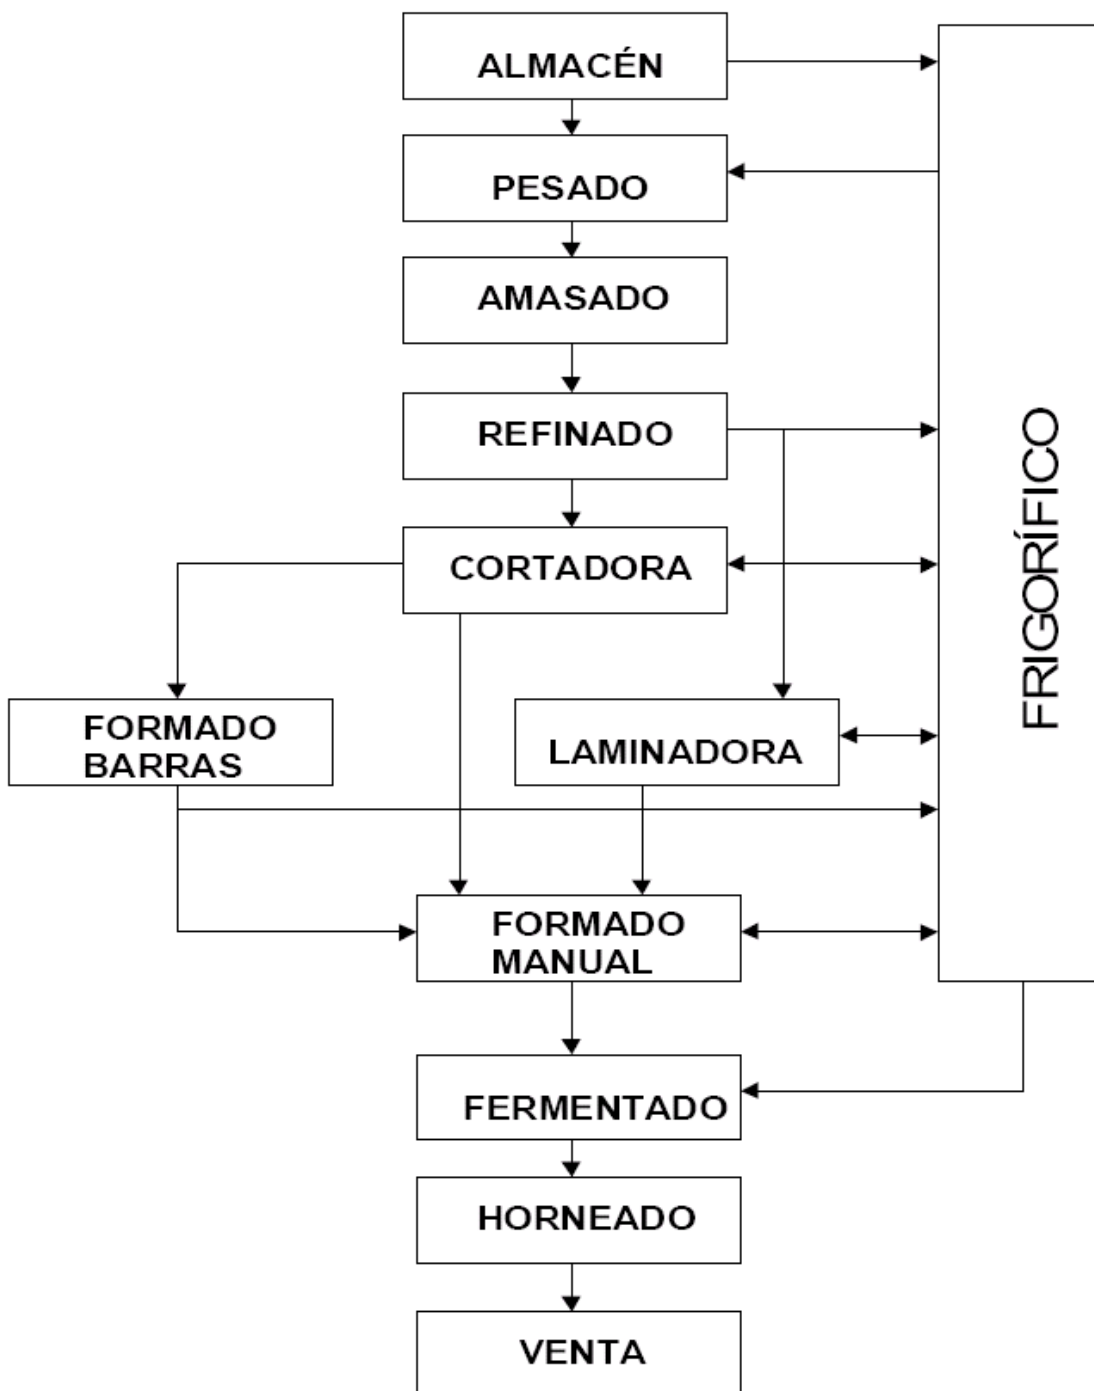 ALMACÉN
PESADO
AMASADO
REFINADO
CORTADORA
FORMADO
BARRAS
LAMINADORA
FORMADO
MANUAL
FERMENTADO
HORNEADO
VENTA
FRIGORÍFICO